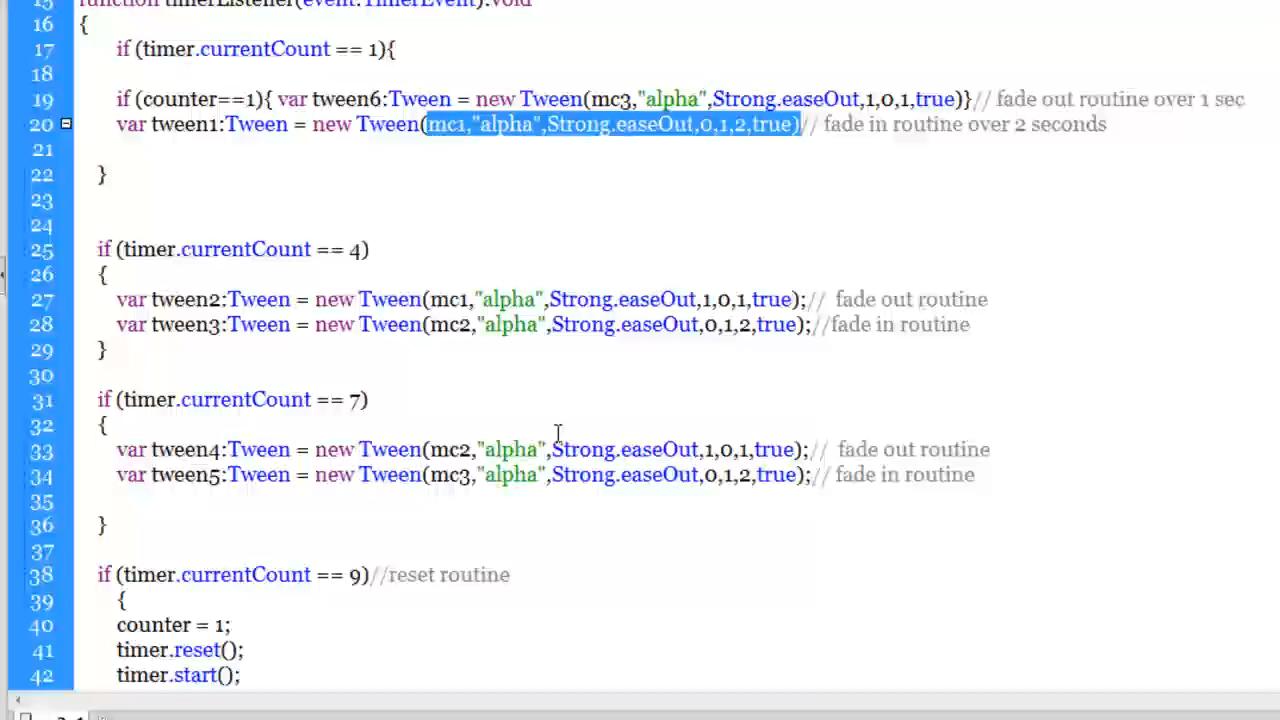 15 function timerListener(event:TimerEvent):void
16 {
17 if (timer.currentCount == 1){
18
19 if (counter==1){ var tween6:Tween = new Tween(mc3,"alpha",Strong.easeOut,1,0,1,true)}// fade out routine over 1 sec
20 var tween1:Tween = new Tween(mc1,"alpha",Strong.easeOut,0,1,2,true)// fade in routine over 2 seconds
21
22 }
23
24
25 if (timer.currentCount == 4)
26 {
27 var tween2:Tween = new Tween(mc1,"alpha",Strong.easeOut,1,0,1,true);// fade out routine
28 var tween3:Tween = new Tween(mc2,"alpha",Strong.easeOut,0,1,2,true);//fade in routine
29 }
30
31 if (timer.currentCount == 7)
32 {
33 var tween4:Tween = new Tween(mc2,"alpha",Strong.easeOut,1,0,1,true);// fade out routine
34 var tween5:Tween = new Tween(mc3,"alpha",Strong.easeOut,0,1,2,true);// fade in routine
35
36 }
37
38 if (timer.currentCount == 9)//reset routine
39 {
40 counter = 1;
41 timer.reset();
42 timer.start();